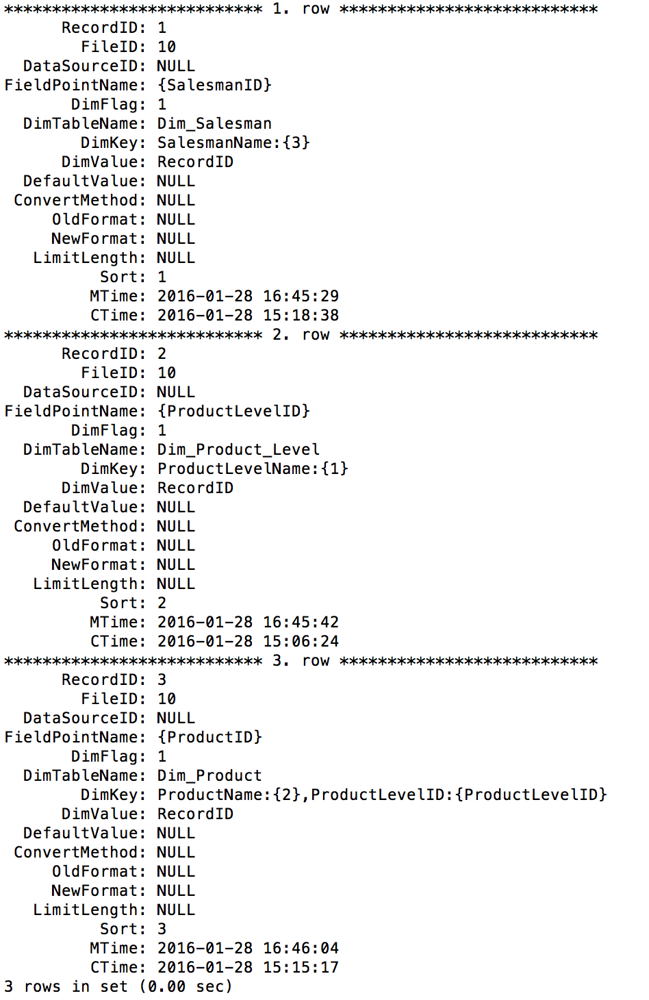 *************************** 1. row ***************************
RecordID: 1
FileID: 10
DataSourceID: NULL
FieldPointName: {SalesmanID}
DimFlag: 1
DimTableName: Dim_Salesman
DimKey: SalesmanName:{3}
DimValue: RecordID
DefaultValue: NULL
ConvertMethod: NULL
OldFormat: NULL
NewFormat: NULL
LimitLength: NULL
Sort: 1
MTime: 2016-01-28 16:45:29
CTime: 2016-01-28 15:18:38
*************************** 2. row ***************************
RecordID: 2
FileID: 10
DataSourceID: NULL
FieldPointName: {ProductLevelID}
DimFlag: 1
DimTableName: Dim_Product_Level
DimKey: ProductLevelName:{1}
DimValue: RecordID
DefaultValue: NULL
ConvertMethod: NULL
OldFormat: NULL
NewFormat: NULL
LimitLength: NULL
Sort: 2
MTime: 2016-01-28 16:45:42
CTime: 2016-01-28 15:06:24
*************************** 3. row ***************************
RecordID: 3
FileID: 10
DataSourceID: NULL
FieldPointName: {ProductID}
DimFlag: 1
DimTableName: Dim_Product
DimKey: ProductName:{2},ProductLevelID:{ProductLevelID}
DimValue: RecordID
DefaultValue: NULL
ConvertMethod: NULL
OldFormat: NULL
NewFormat: NULL
LimitLength: NULL
Sort: 3
MTime: 2016-01-28 16:46:04
CTime: 2016-01-28 15:15:17
3 rows in set (0.00 sec)